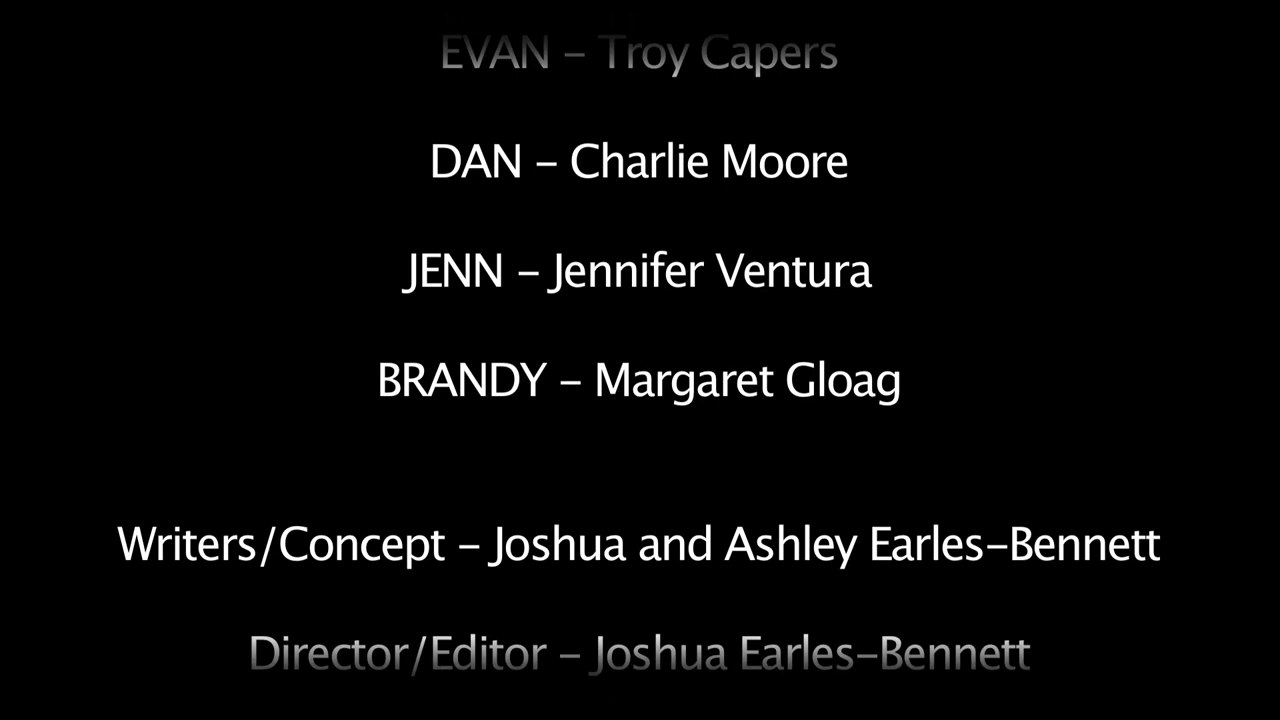 EVAN – Troy Capers
DAN – Charlie Moore
JENN – Jennifer Ventura
BRANDY – Margaret Gloag
Writers/Concept – Joshua and Ashley Earles–Bennett
Director/Editor – Joshua Earles–Bennett